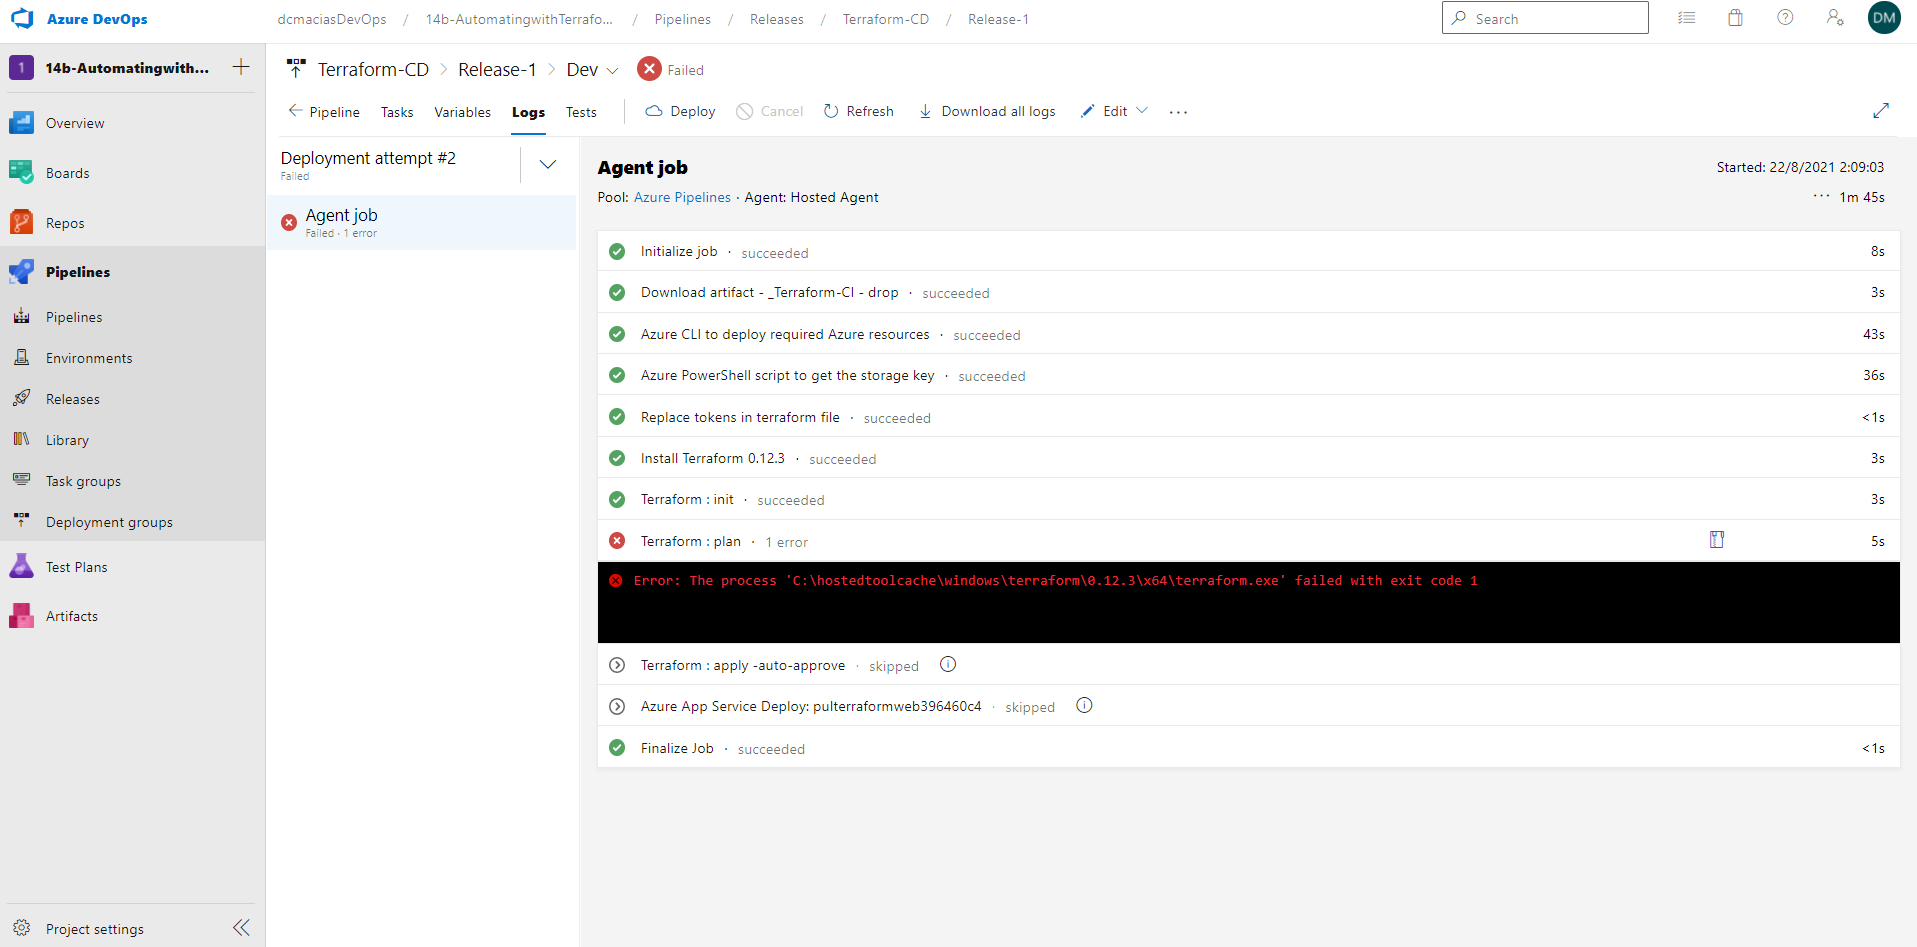 Azure DevOps
dcmaciasDevOps / 14b-AutomatingwithTerrafo... / Pipelines / Releases / Terraform-CD / Release-1
Search
DM
1 14b-Automatingwith...
Overview
Boards
Repos
Pipelines
Pipelines
Environments
Releases
Library
Task groups
Deployment groups
Test Plans
Artifacts
Project settings
Terraform-CD > Release-1 > Dev Failed
Pipeline Tasks Variables Logs Tests Deploy Cancel Refresh Download all logs Edit ...
Deployment attempt #2
Failed
Agent job
Failed · 1 error
Agent job
Started: 22/8/2021 2:09:03
Pool: Azure Pipelines · Agent: Hosted Agent
... 1m 45s
Initialize job · succeeded 8s
Download artifact - _Terraform-CI - drop · succeeded 3s
Azure CLI to deploy required Azure resources · succeeded 43s
Azure PowerShell script to get the storage key · succeeded 36s
Replace tokens in terraform file · succeeded <1s
Install Terraform 0.12.3 · succeeded 3s
Terraform : init · succeeded 3s
Terraform : plan · 1 error 5s
Error: The process 'C:\hostedtoolcache\windows\terraform\0.12.3\x64\terraform.exe' failed with exit code 1
Terraform : apply -auto-approve · skipped
Azure App Service Deploy: pulterraformweb396460c4 · skipped
Finalize Job · succeeded <1s